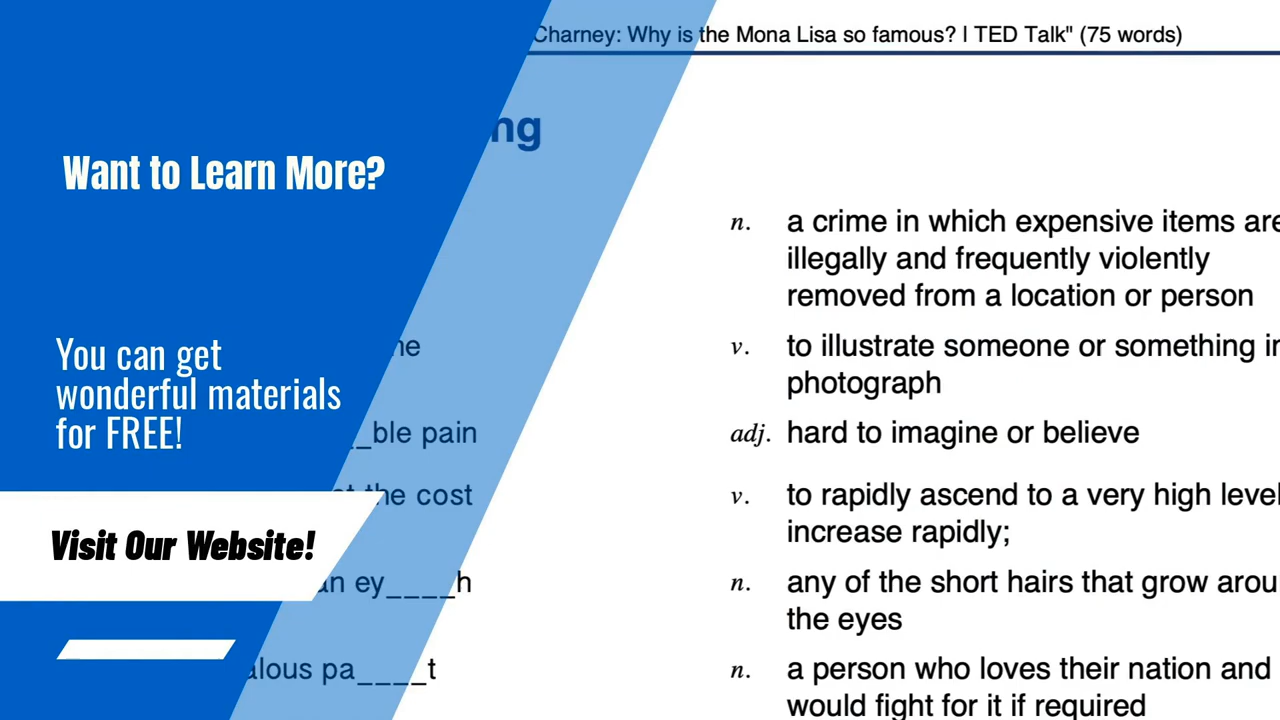 Charney: Why is the Mona Lisa so famous? | TED Talk" (75 words)
ng
Want to Learn More?
You can get
wonderful materials
for FREE!
Visit Our Website!
he
_ble pain
the cost
an ey____h
alous pa____t
n. a crime in which expensive items are
illegally and frequently violently
removed from a location or person
v. to illustrate someone or something in
photograph
adj. hard to imagine or believe
v. to rapidly ascend to a very high level
increase rapidly;
n. any of the short hairs that grow arou
the eyes
n. a person who loves their nation and
would fight for it if required